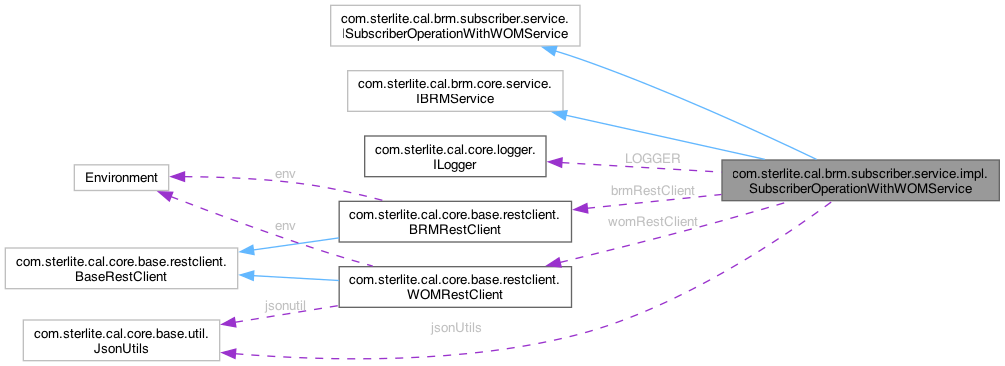 com.sterlite.cal.brm.subscriber.service.
ISubscriberOperationWithWOMService
com.sterlite.cal.brm.core.service.
IBRMService
com.sterlite.cal.core.logger.
ILogger
LOGGER
com.sterlite.cal.brm.subscriber.service.impl.
SubscriberOperationWithWOMService
Environment
env
brmRestClient
com.sterlite.cal.core.base.restclient.
BRMRestClient
womRestClient
env
com.sterlite.cal.core.base.restclient.
BaseRestClient
com.sterlite.cal.core.base.restclient.
WOMRestClient
jsonutil
jsonUtils
com.sterlite.cal.core.base.util.
JsonUtils